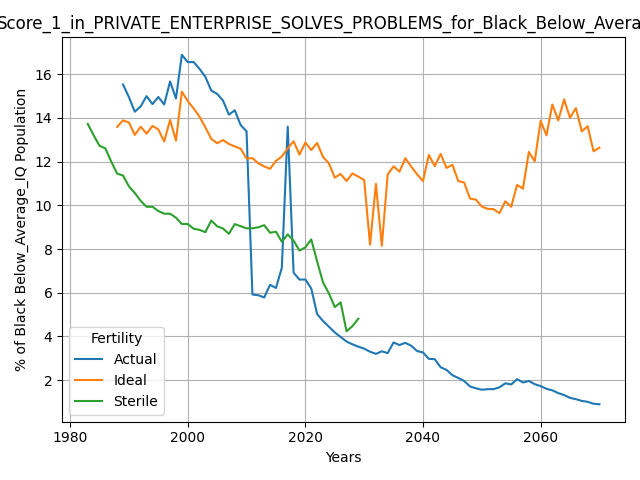 Score_1_in_PRIVATE_ENTERPRISE_SOLVES_PROBLEMS_for_Black_Below_Avera
% of Black Below_Average_IQ Population
16
14
12
10
8
6
4
2
Fertility
Actual
Ideal
Sterile
1980 2000 2020 2040 2060
Years